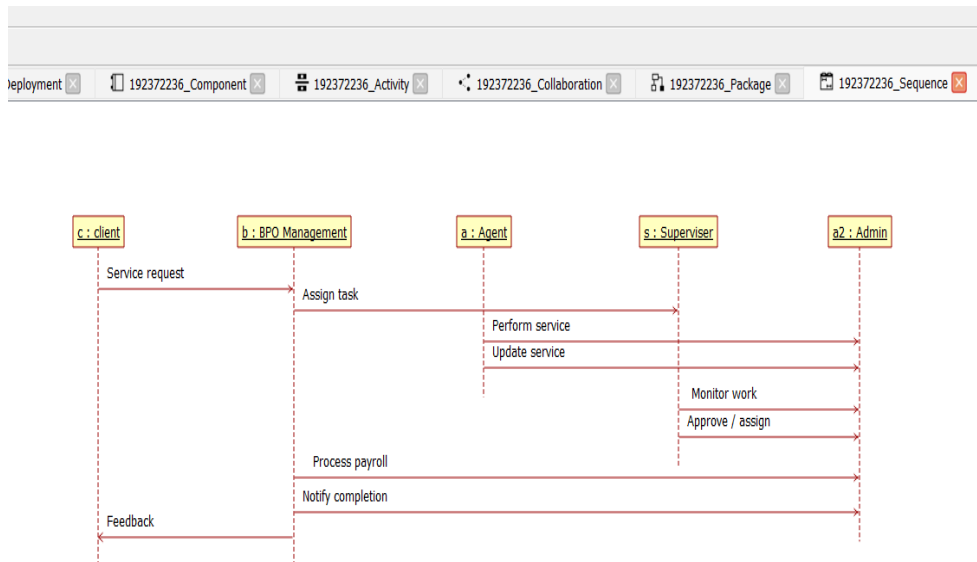 Deployment
192372236_Component
192372236_Activity
192372236_Collaboration
192372236_Package
192372236_Sequence
c : client
b : BPO Management
a : Agent
s : Superviser
a2 : Admin
Service request
Assign task
Perform service
Update service
Monitor work
Approve / assign
Process payroll
Notify completion
Feedback